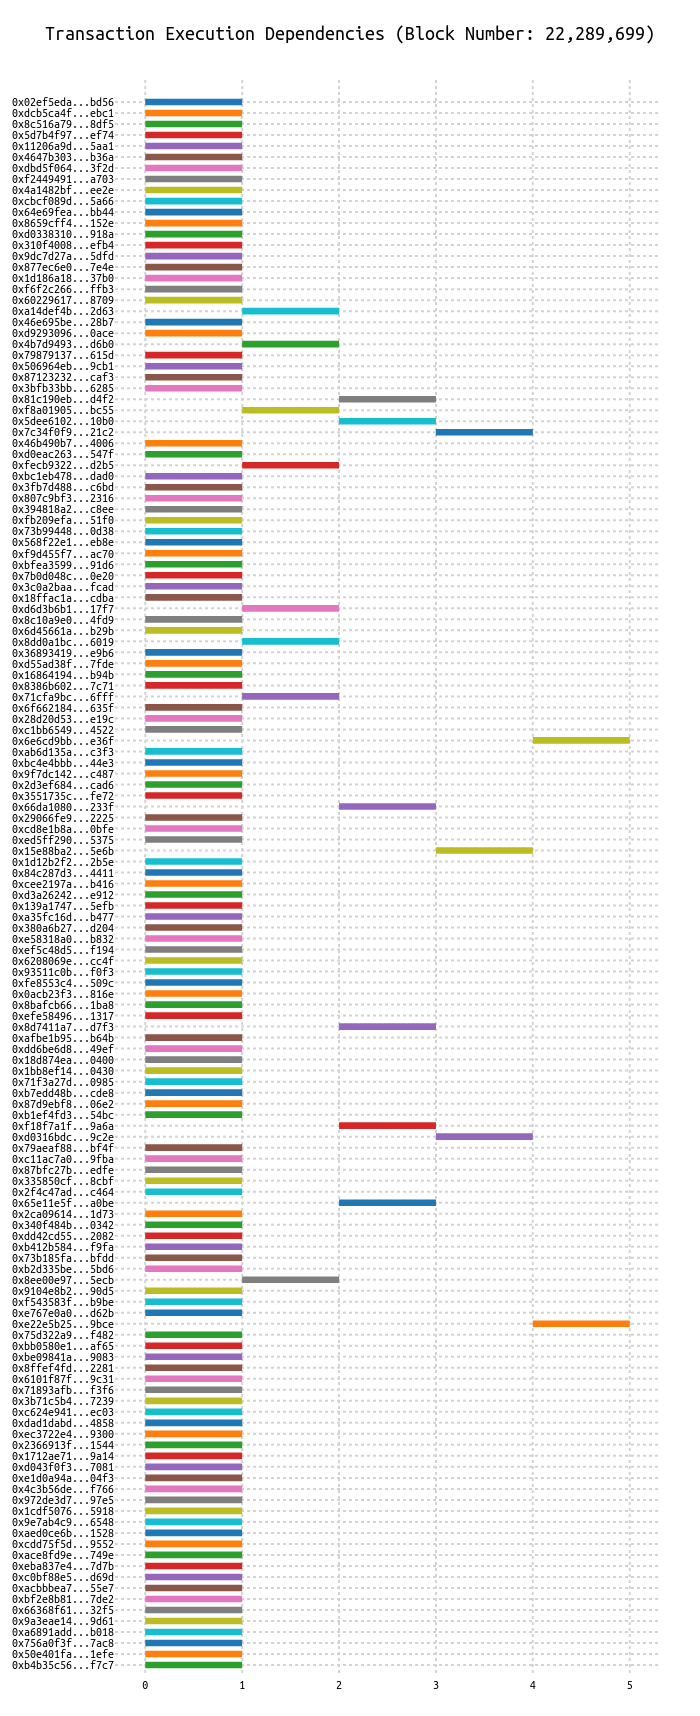 Transaction Execution Dependencies (Block Number: 22,289,699)
0x02ef5eda...bd56
0xdcb5ca4f...ebc1
0x8c516a79...8df5
0x5d7b4f97...ef74
0x11206a9d...5aa1
0x4647b303...b36a
0xdbd5f064...3f2d
0xf2449491...a703
0x4a1482bf...ee2e
0xcbcf089d...5a66
0x64e69fea...bb44
0x8659cff4...152e
0xd0338310...918a
0x310f4008...efb4
0x9dc7d27a...5dfd
0x877ec6e0...7e4e
0x1d186a18...37b0
0xf6f2c266...ffb3
0x60229617...8709
0xa14def4b...2d63
0x46e695be...28b7
0xd9293096...0ace
0x4b7d9493...d6b0
0x79879137...615d
0x506964eb...9cb1
0x87123232...caf3
0x3bfb33bb...6285
0x81c190eb...d4f2
0xf8a01905...bc55
0x5dee6102...10b0
0x7c34f0f9...21c2
0x46b490b7...4006
0xd0eac263...547f
0xfecb9322...d2b5
0xbc1eb478...dad0
0x3fb7d488...c6bd
0x807c9bf3...2316
0x394818a2...c8ee
0xfb209efa...51f0
0x73b99448...0d38
0x568f22e1...eb8e
0xf9d455f7...ac70
0xbfea3599...91d6
0x7b0d048c...0e20
0x3c0a2baa...fcad
0x18ffac1a...cdba
0xd6d3b6b1...17f7
0x8c10a9e0...4fd9
0x6d45661a...b29b
0x8dd0a1bc...6019
0x36893419...e9b6
0xd55ad38f...7fde
0x16864194...b94b
0x8386b602...7c71
0x71cfa9bc...6fff
0x6f662184...635f
0x28d20d53...e19c
0xc1bb6549...4522
0x6e6cd9bb...e36f
0xab6d135a...c3f3
0xbc4e4bbb...44e3
0x9f7dc142...c487
0x2d3ef684...cad6
0x3551735c...fe72
0x66da1080...233f
0x29066fe9...2225
0xcd8e1b8a...0bfe
0xed5ff290...5375
0x15e88ba2...5e6b
0x1d12b2f2...2b5e
0x84c287d3...4411
0xcee2197a...b416
0xd3a26242...e912
0x139a1747...5efb
0xa35fc16d...b477
0x380a6b27...d204
0xe58318a0...b832
0xef5c48d5...f194
0x6208069e...cc4f
0x93511c0b...f0f3
0xfe8553c4...509c
0x0acb23f3...816e
0x8bafcb66...1ba8
0xefe58496...1317
0x8d7411a7...d7f3
0xafbe1b95...b64b
0xdd6be6d8...49ef
0x18d874ea...0400
0x1bb8ef14...0430
0x71f3a27d...0985
0xb7edd48b...cde8
0x87d9ebf8...06e2
0xb1ef4fd3...54bc
0xf18f7a1f...9a6a
0xd0316bdc...9c2e
0x79aeaf88...bf4f
0xc11ac7a0...9fba
0x87bfc27b...edfe
0x335850cf...8cbf
0x2f4c47ad...c464
0x65e11e5f...a0be
0x2ca09614...1d73
0x340f484b...0342
0xdd42cd55...2082
0xb412b584...f9fa
0x73b185fa...bfdd
0xb2d335be...5bd6
0x8ee00e97...5ecb
0x9104e8b2...90d5
0xf543583f...b9be
0xe767e0a0...d62b
0xe22e5b25...9bce
0x75d322a9...f482
0xbb0580e1...af65
0xbe09841a...9083
0x8ffef4fd...2281
0x6101f87f...9c31
0x71893afb...f3f6
0x3b71c5b4...7239
0xc624e941...ec03
0xdad1dabd...4858
0xec3722e4...9300
0x2366913f...1544
0x1712ae71...9a14
0xd043f0f3...7081
0xe1d0a94a...04f3
0x4c3b56de...f766
0x972de3d7...97e5
0x1cdf5076...5918
0x9e7ab4c9...6548
0xaed0ce6b...1528
0xcdd75f5d...9552
0xace8fd9e...749e
0xeba837e4...7d7b
0xc0bf88e5...d69d
0xacbbbea7...55e7
0xbf2e8b81...7de2
0x66368f61...32f5
0x9a3eae14...9d61
0xa6891add...b018
0x756a0f3f...7ac8
0x50e401fa...1efe
0xb4b35c56...f7c7
0 1 2 3 4 5